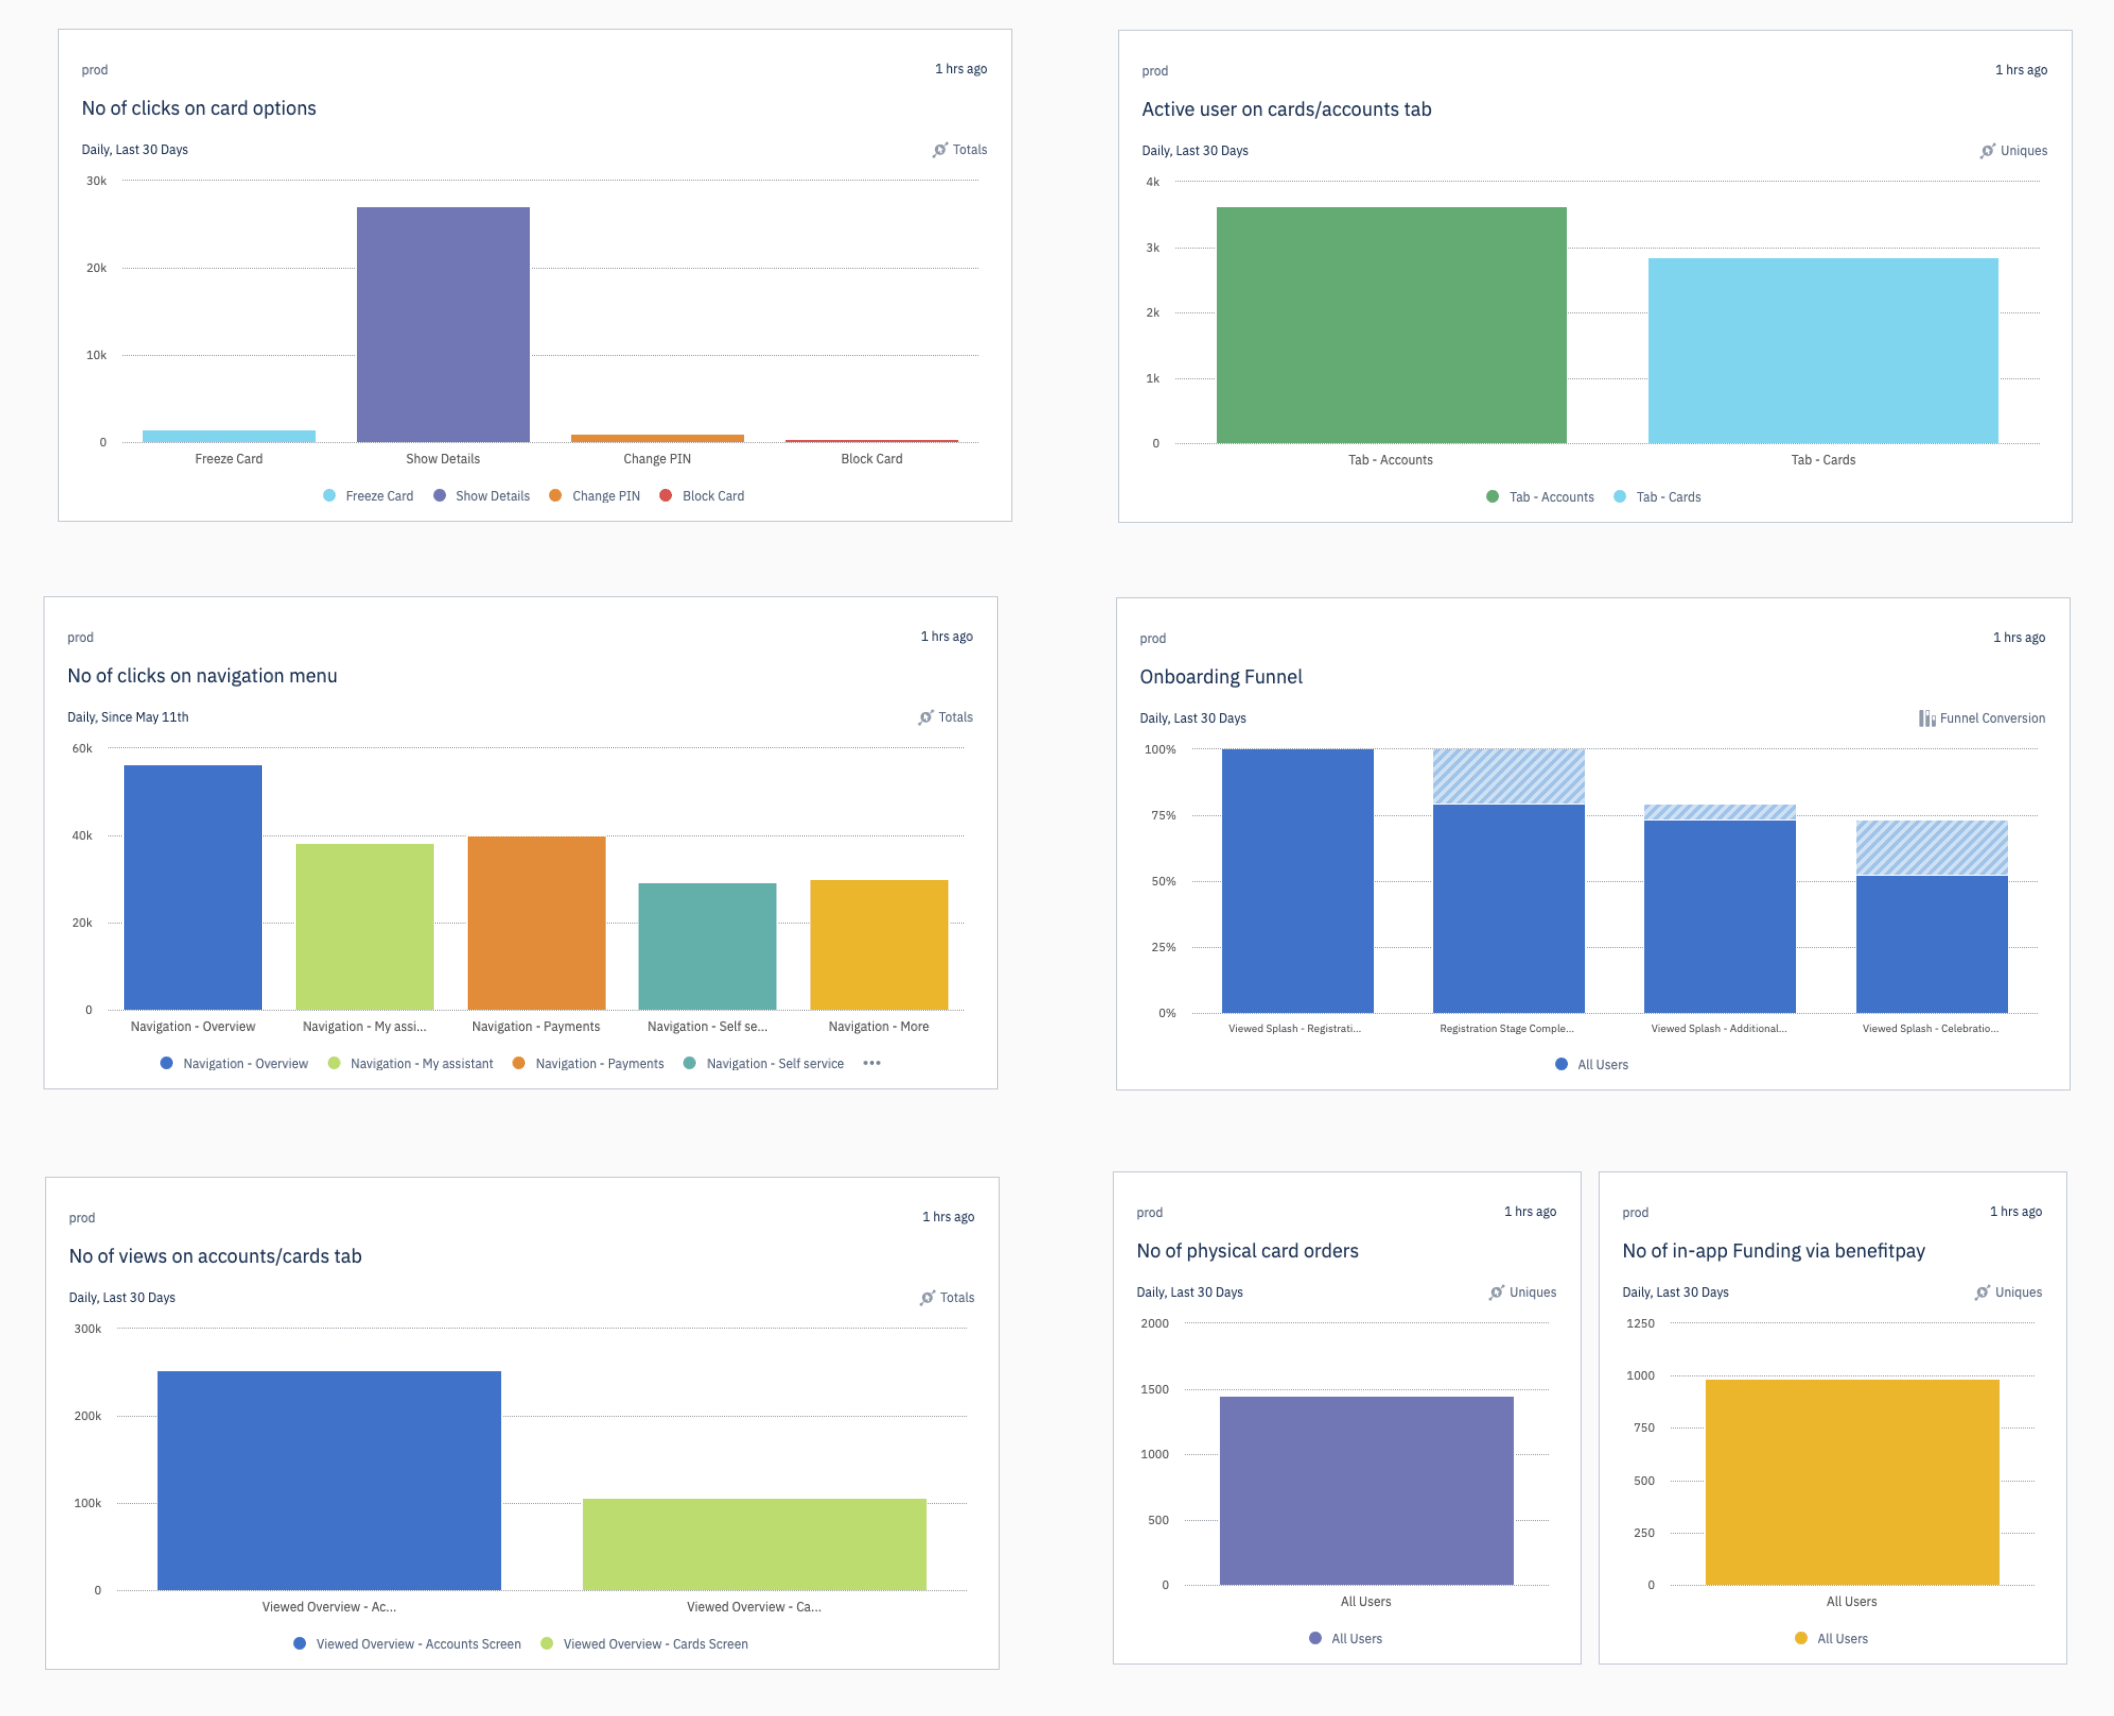 prod
1 hrs ago
No of clicks on card options
Daily, Last 30 Days
Totals
30k
20k
10k
0
Freeze Card
Show Details
Change PIN
Block Card
Freeze Card
Show Details
Change PIN
Block Card
prod
1 hrs ago
Active user on cards/accounts tab
Daily, Last 30 Days
Uniques
4k
3k
2k
1k
0
Tab - Accounts
Tab - Cards
Tab - Accounts
Tab - Cards
prod
1 hrs ago
No of clicks on navigation menu
Daily, Since May 11th
Totals
60k
40k
20k
0
Navigation - Overview
Navigation - My assi...
Navigation - Payments
Navigation - Self se...
Navigation - More
Navigation - Overview
Navigation - My assistant
Navigation - Payments
Navigation - Self service
•••
prod
1 hrs ago
Onboarding Funnel
Daily, Last 30 Days
Funnel Conversion
100%
75%
50%
25%
0%
Viewed Splash - Registrati...
Registration Stage Comple...
Viewed Splash - Additional...
Viewed Splash - Celebratio...
All Users
prod
1 hrs ago
No of views on accounts/cards tab
Daily, Last 30 Days
Totals
300k
200k
100k
0
Viewed Overview - Ac...
Viewed Overview - Ca...
Viewed Overview - Accounts Screen
Viewed Overview - Cards Screen
prod
1 hrs ago
No of physical card orders
Daily, Last 30 Days
Uniques
2000
1500
1000
500
0
All Users
All Users
prod
1 hrs ago
No of in-app Funding via benefitpay
Daily, Last 30 Days
Uniques
1250
1000
750
500
250
0
All Users
All Users